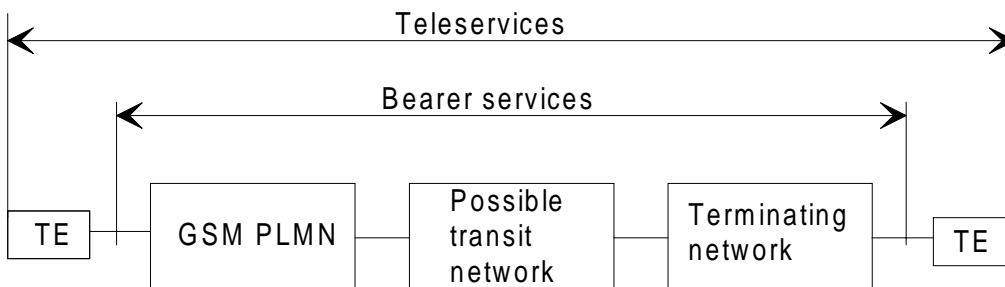 Teleservices
Bearer services
TE
GSM PLMN
Possible
transit
network
Terminating
network
TE